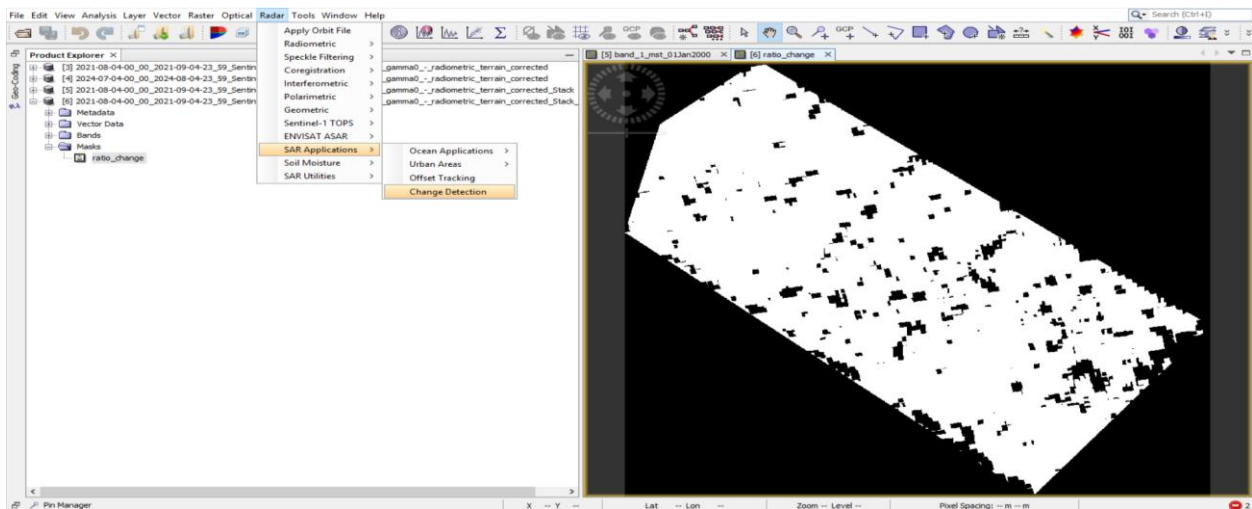 File Edit View Analysis Layer Vector Raster Optical Radar Tools Window Help
Search (Ctrl+I)
Apply Orbit File
Radiometric
Speckle Filtering
Coregistration
Interferometric
Polarimetric
Geometric
Sentinel-1 TOPS
ENVISAT ASAR
SAR Applications
Soil Moisture
SAR Utilities
Ocean Applications
Urban Areas
Offset Tracking
Change Detection
GCP
GCP
Geo-Coding
Product Explorer
[3] 2021-08-04-00_00_2021-09-04-23_59_Sentin _gamma0_-_radiometric_terrain_corrected
[4] 2024-07-04-00_00_2024-08-04-23_59_Sentin _gamma0_-_radiometric_terrain_corrected
[5] 2021-08-04-00_00_2021-09-04-23_59_Sentin _gamma0_-_radiometric_terrain_corrected_Stack
[6] 2021-08-04-00_00_2021-09-04-23_59_Sentin _gamma0_-_radiometric_terrain_corrected_Stack_
Metadata
Vector Data
Bands
Masks
ratio_change
[5] band_1_mst_01Jan2000 [6] ratio_change
Pin Manager X -- Y -- Lat -- Lon -- Zoom -- Level -- Pixel Spacing: -- m -- m 2